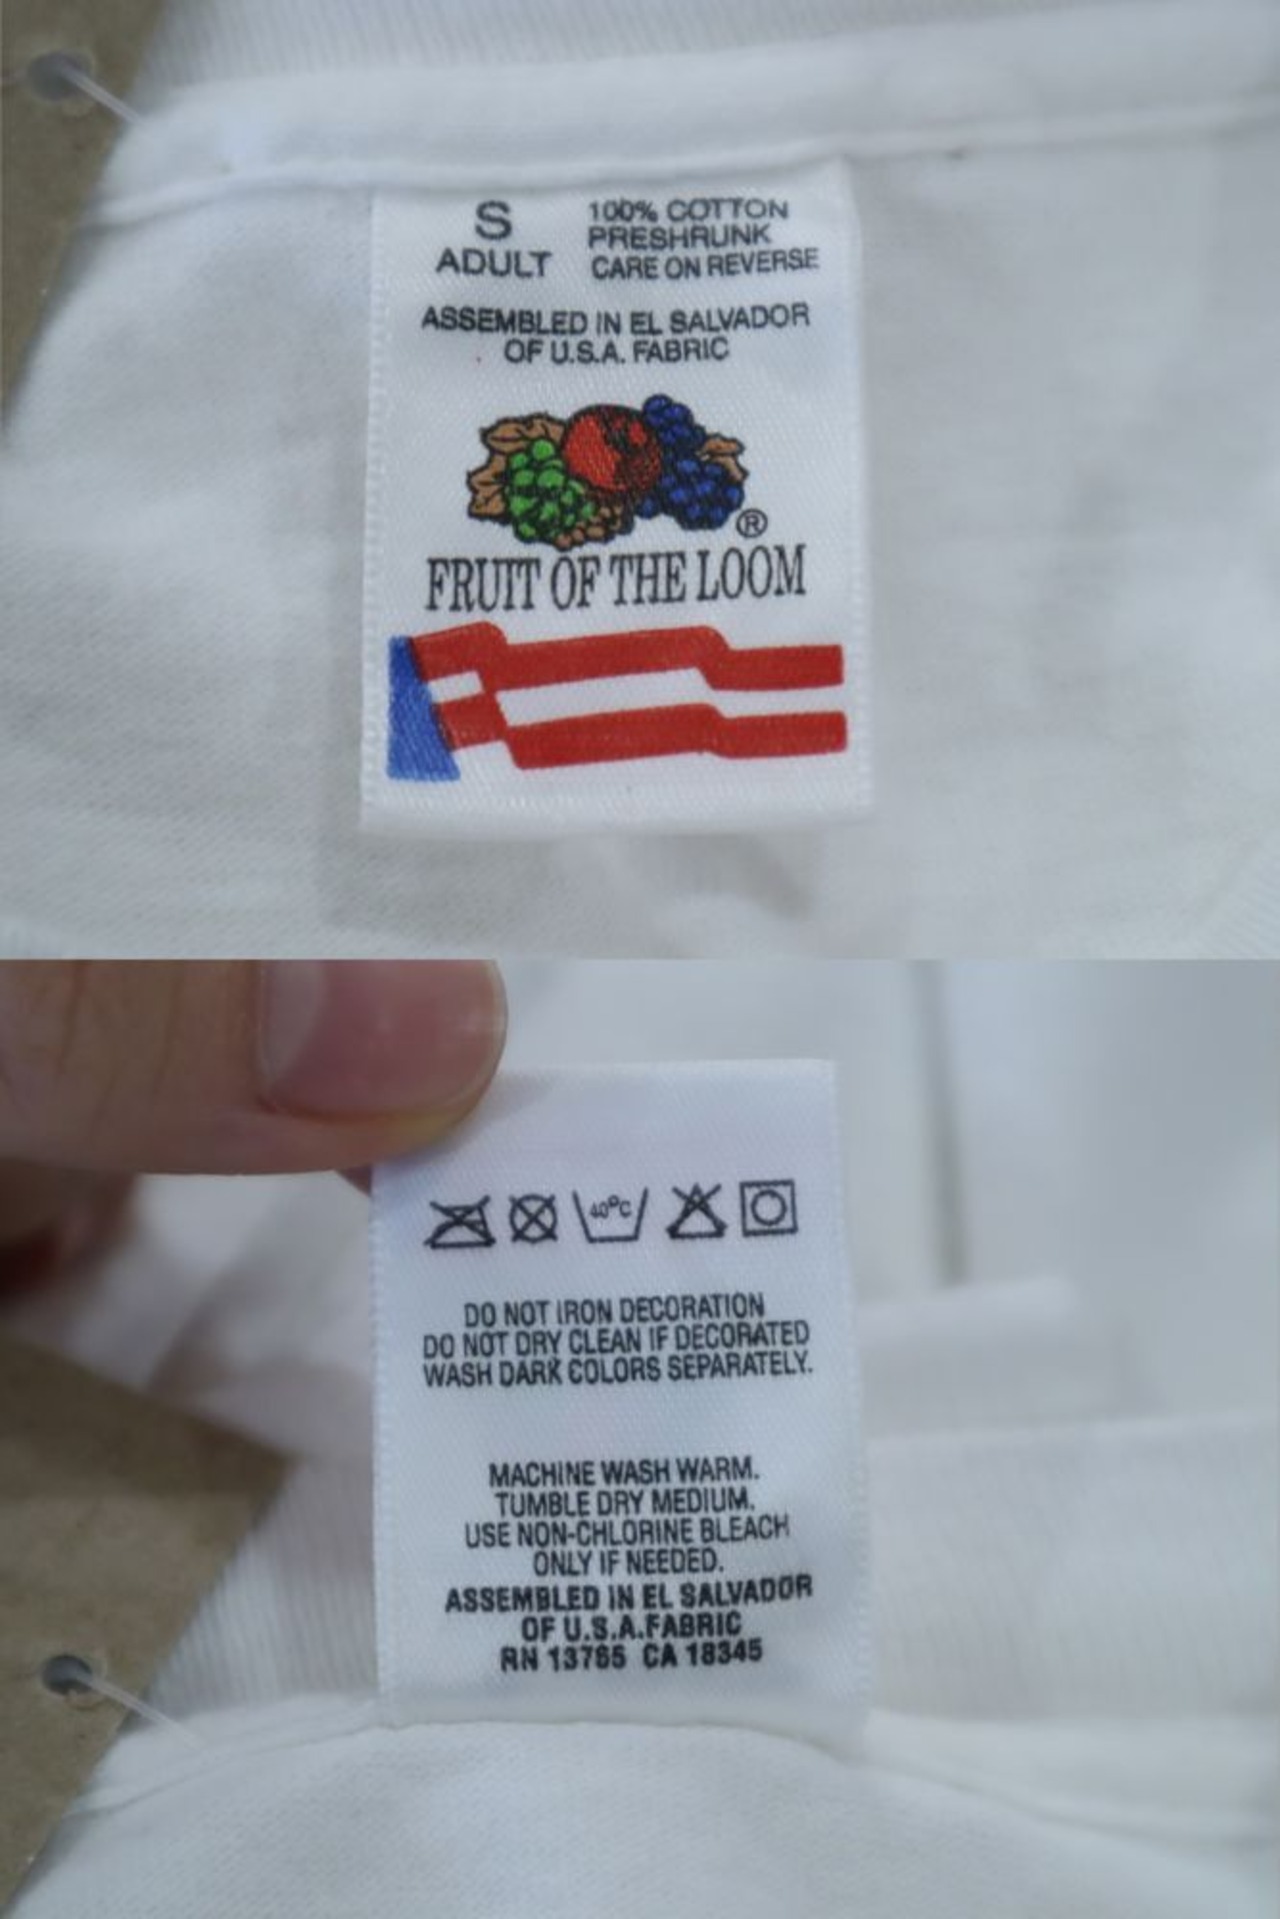 S
ADULT
100% COTTON
PRESHRUNK
CARE ON REVERSE
ASSEMBLED IN EL SALVADOR
OF U.S.A. FABRIC
®
FRUIT OF THE LOOM
40°C
DO NOT IRON DECORATION
DO NOT DRY CLEAN IF DECORATED
WASH DARK COLORS SEPARATELY.
MACHINE WASH WARM.
TUMBLE DRY MEDIUM.
USE NON-CHLORINE BLEACH
ONLY IF NEEDED.
ASSEMBLED IN EL SALVADOR
OF U.S.A.FABRIC
RN 13765 CA 18345